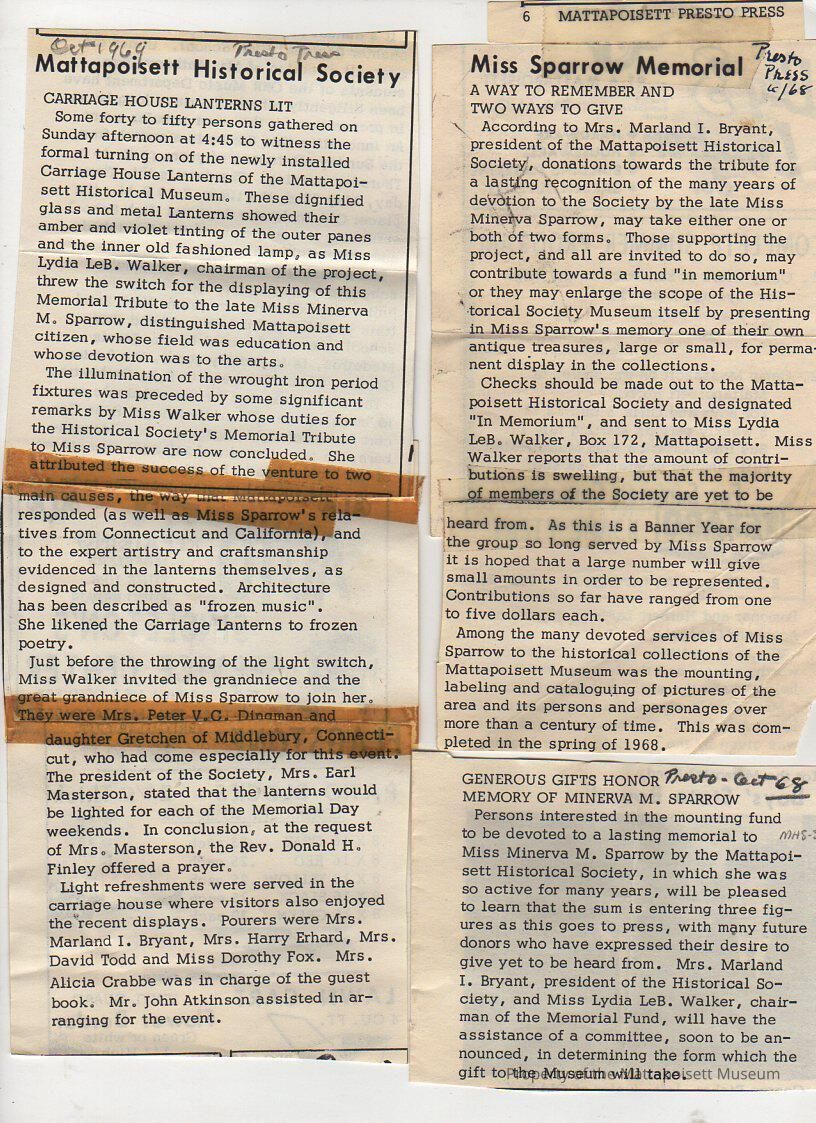 Oct 1969 Presto Press
Mattapoisett Historical Society
CARRIAGE HOUSE LANTERNS LIT
Some forty to fifty persons gathered on
Sunday afternoon at 4:45 to witness the
formal turning on of the newly installed
Carriage House Lanterns of the Mattapoi-
sett Historical Museum. These dignified
glass and metal Lanterns showed their
amber and violet tinting of the outer panes
and the inner old fashioned lamp, as Miss
Lydia LeB. Walker, chairman of the project,
threw the switch for the displaying of this
Memorial Tribute to the late Miss Minerva
M. Sparrow, distinguished Mattapoisett
citizen, whose field was education and
whose devotion was to the arts.
The illumination of the wrought iron period
fixtures was preceded by some significant
remarks by Miss Walker whose duties for
the Historical Society's Memorial Tribute
to Miss Sparrow are now concluded. She
attributed the success of the venture to two
main causes, the way that Mattapoisett
responded (as well as Miss Sparrow's rela-
tives from Connecticut and California), and
to the expert artistry and craftsmanship
evidenced in the lanterns themselves, as
designed and constructed. Architecture
has been described as "frozen music".
She likened the Carriage Lanterns to frozen
poetry.
Just before the throwing of the light switch,
Miss Walker invited the grandniece and the
great grandniece of Miss Sparrow to join her.
They were Mrs. Peter V.C. Dingman and
daughter Gretchen of Middlebury, Connecti-
cut, who had come especially for this event.
The president of the Society, Mrs. Earl
Masterson, stated that the lanterns would
be lighted for each of the Memorial Day
weekends. In conclusion, at the request
of Mrs. Masterson, the Rev. Donald H.
Finley offered a prayer.
Light refreshments were served in the
carriage house where visitors also enjoyed
the recent displays. Pourers were Mrs.
Marland I. Bryant, Mrs. Harry Erhard, Mrs.
David Todd and Miss Dorothy Fox. Mrs.
Alicia Crabbe was in charge of the guest
book. Mr. John Atkinson assisted in ar-
ranging for the event.
6 MATTAPOISETT PRESTO PRESS
Miss Sparrow Memorial
Presto
Press
/68
A WAY TO REMEMBER AND
TWO WAYS TO GIVE
According to Mrs. Marland I. Bryant,
president of the Mattapoisett Historical
Society, donations towards the tribute for
a lasting recognition of the many years of
devotion to the Society by the late Miss
Minerva Sparrow, may take either one or
both of two forms. Those supporting the
project, and all are invited to do so, may
contribute towards a fund "in memorium"
or they may enlarge the scope of the His-
torical Society Museum itself by presenting
in Miss Sparrow's memory one of their own
antique treasures, large or small, for perma-
nent display in the collections.
Checks should be made out to the Matta-
poisett Historical Society and designated
"In Memorium", and sent to Miss Lydia
LeB. Walker, Box 172, Mattapoisett. Miss
Walker reports that the amount of contri-
butions is swelling, but that the majority
of members of the Society are yet to be
heard from. As this is a Banner Year for
the group so long served by Miss Sparrow
it is hoped that a large number will give
small amounts in order to be represented.
Contributions so far have ranged from one
to five dollars each.
Among the many devoted services of Miss
Sparrow to the historical collections of the
Mattapoisett Museum was the mounting,
labeling and cataloguing of pictures of the
area and its persons and personages over
more than a century of time. This was com-
pleted in the spring of 1968.
GENEROUS GIFTS HONOR Presto - Oct 68
MEMORY OF MINERVA M. SPARROW
Persons interested in the mounting fund
to be devoted to a lasting memorial to
Miss Minerva M. Sparrow by the Mattapoi-
sett Historical Society, in which she was
so active for many years, will be pleased
to learn that the sum is entering three fig-
ures as this goes to press, with many future
donors who have expressed their desire to
give yet to be heard from. Mrs. Marland
I. Bryant, president of the Historical So-
ciety, and Miss Lydia LeB. Walker, chair-
man of the Memorial Fund, will have the
assistance of a committee, soon to be an-
nounced, in determining the form which the
gift to the Museum will take.
Property of the Mattapoisett Museum